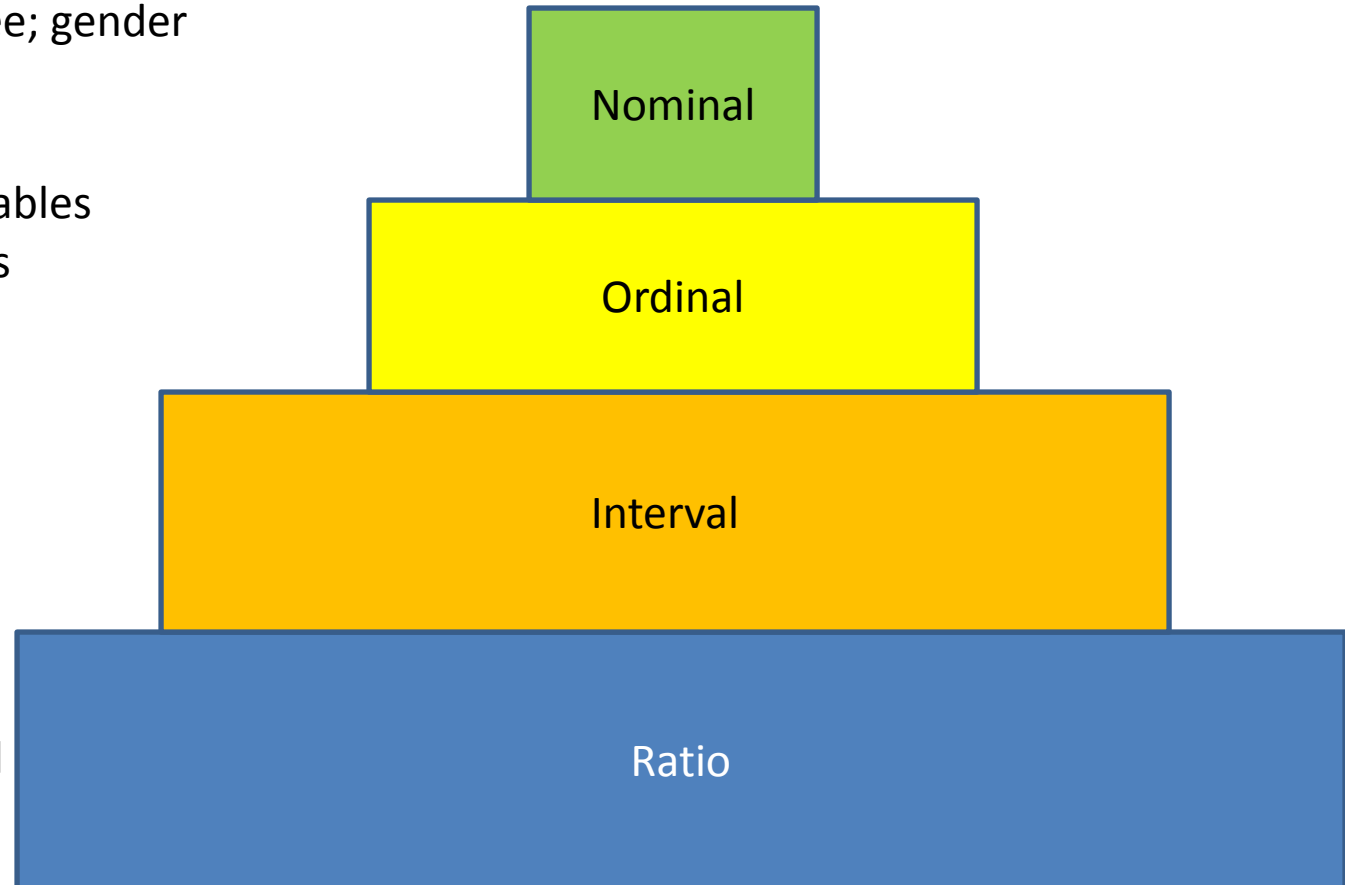 e; gender
Nominal
ables
s
Ordinal
Interval
Ratio